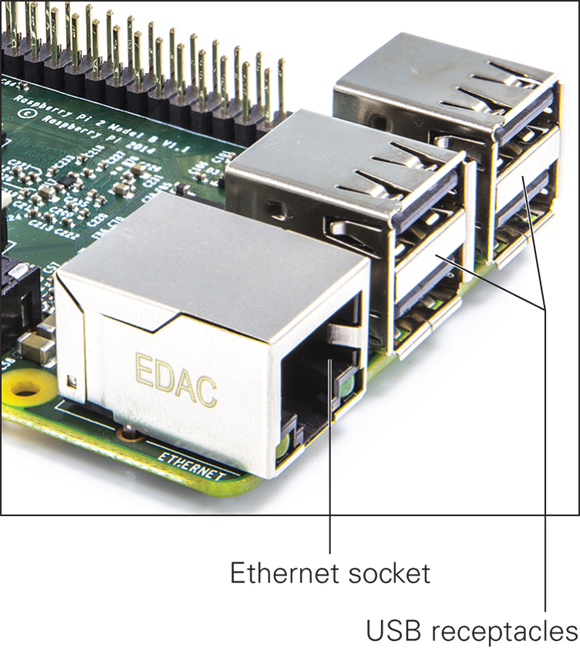 Raspberry Pi 2 Model B V1.1
© Raspberry Pi 2014
EDAC
ETHERNET
Ethernet socket
USB receptacles